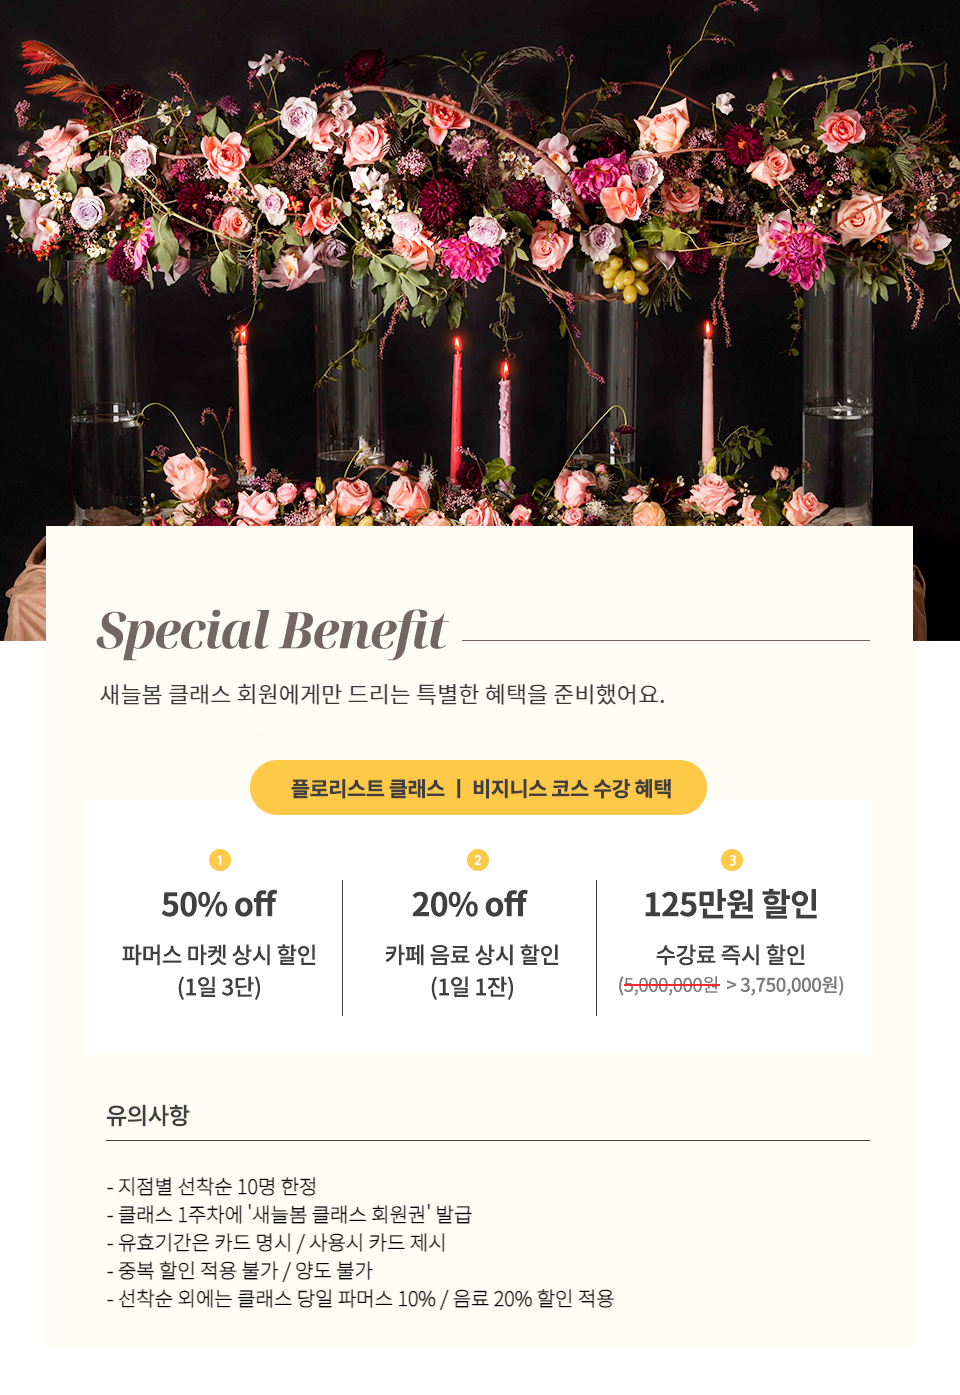 Special Benefit
새늘봄 클래스 회원에게만 드리는 특별한 혜택을 준비했어요.
플로리스트 클래스 | 비지니스 코스 수강 혜택
1
50% off
파머스 마켓 상시 할인
(1일 3단)
2
20% off
카페 음료 상시 할인
(1일 1잔)
3
125만원 할인
수강료 즉시 할인
(5,000,000원 > 3,750,000원)
유의사항
- 지점별 선착순 10명 한정
- 클래스 1주차에 '새늘봄 클래스 회원권' 발급
- 유효기간은 카드 명시 / 사용시 카드 제시
- 중복 할인 적용 불가 / 양도 불가
- 선착순 외에는 클래스 당일 파머스 10% / 음료 20% 할인 적용